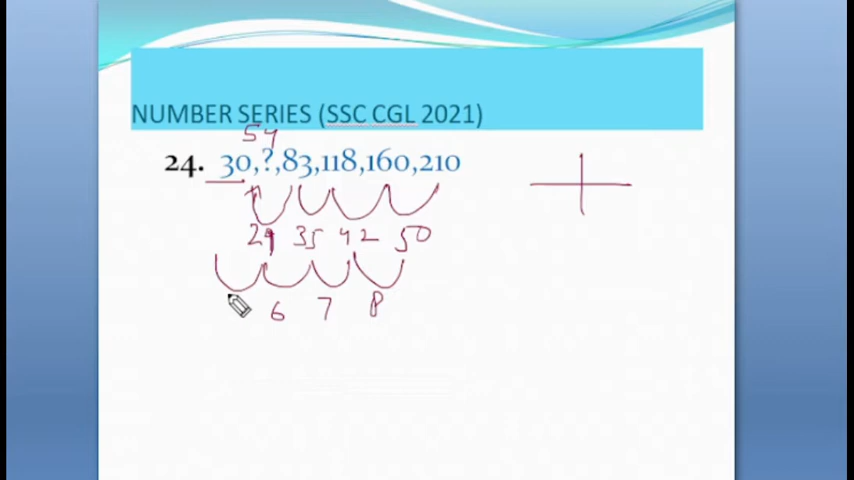 NUMBER SERIES (SSC CGL 2021)
54
24. 30,?,83,118,160,210
29 35 42 50
6 7 8